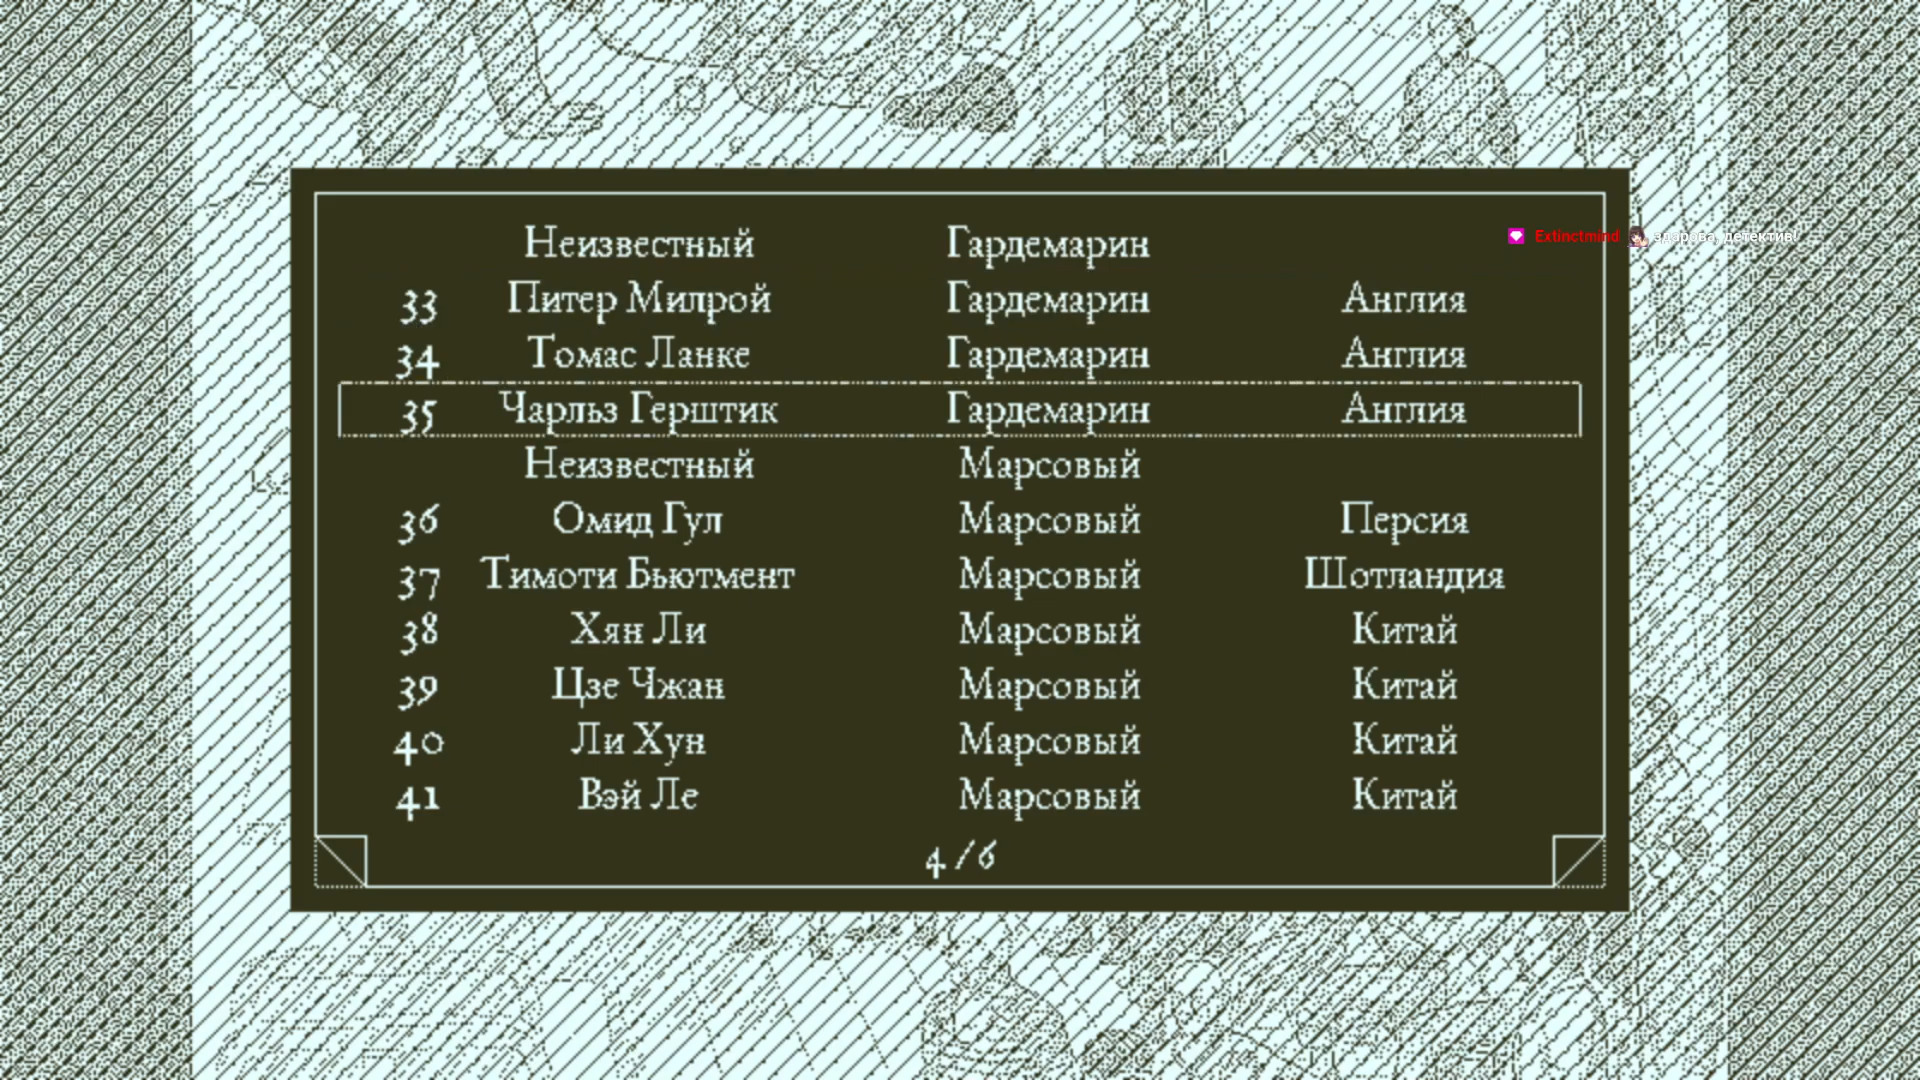 Неизвестный Гардемарин
Extinctmind здарова, детектив!
33 Питер Милрой Гардемарин Англия
34 Томас Ланке Гардемарин Англия
35 Чарльз Герштик Гардемарин Англия
Неизвестный Марсовый
36 Омид Гул Марсовый Персия
37 Тимоти Бьютмент Марсовый Шотландия
38 Хян Ли Марсовый Китай
39 Цзе Чжан Марсовый Китай
40 Ли Хун Марсовый Китай
41 Вэй Ле Марсовый Китай
4/6